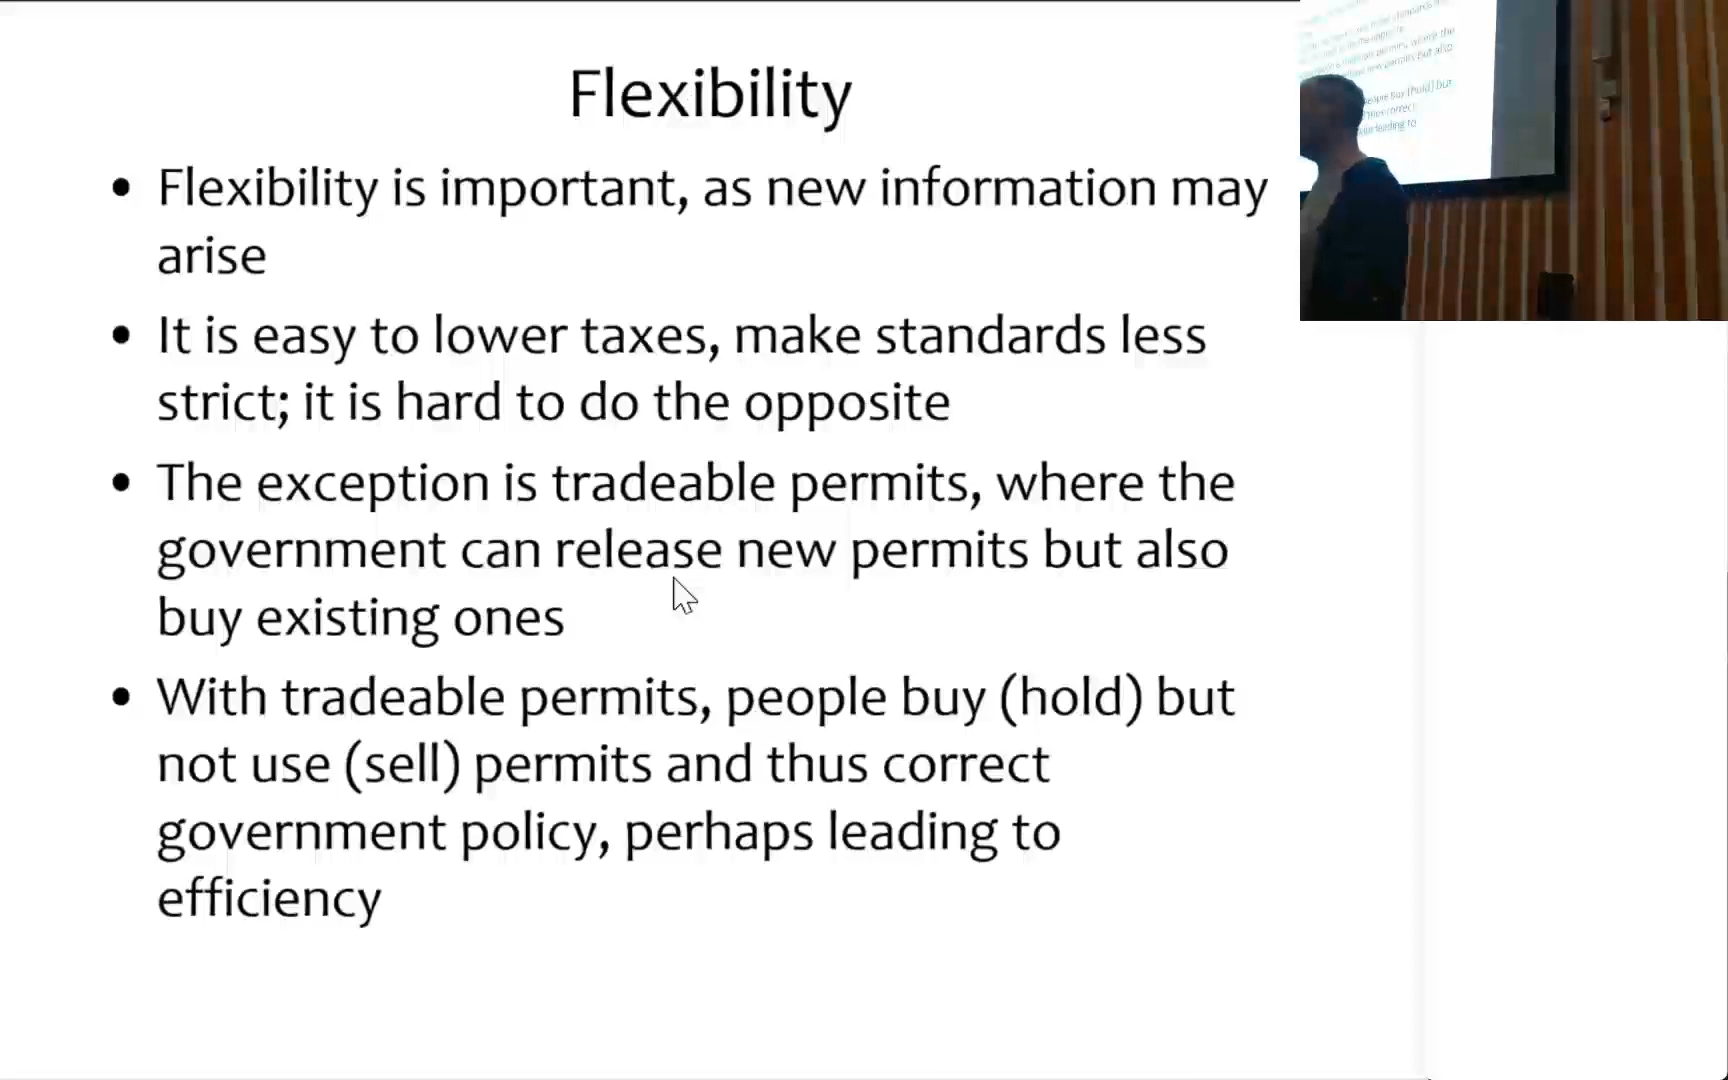 Flexibility
• Flexibility is important, as new information may
arise
• It is easy to lower taxes, make standards less
strict; it is hard to do the opposite
• The exception is tradeable permits, where the
government can release new permits but also
buy existing ones
• With tradeable permits, people buy (hold) but
not use (sell) permits and thus correct
government policy, perhaps leading to
efficiency